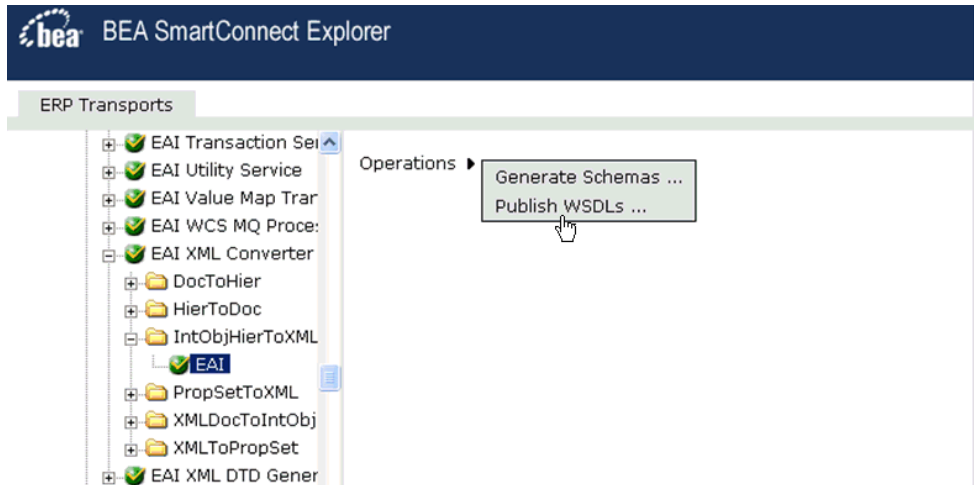 bea BEA SmartConnect Explorer
ERP Transports
EAI Transaction Ser
EAI Utility Service
EAI Value Map Tran
EAI WCS MQ Proces
EAI XML Converter
DocToHier
HierToDoc
IntObjHierToXML
EAI
PropSetToXML
XMLDocToIntObj
XMLToPropSet
EAI XML DTD Gener
Operations
Generate Schemas ...
Publish WSDLs ...